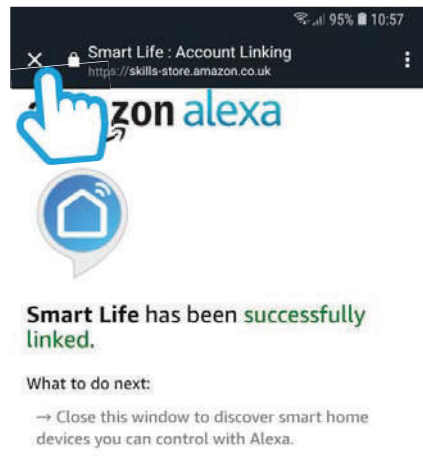 95% 10:57
Smart Life : Account Linking
https://skills-store.amazon.co.uk
zon alexa
Smart Life has been successfully
linked.
What to do next:
→ Close this window to discover smart home
devices you can control with Alexa.